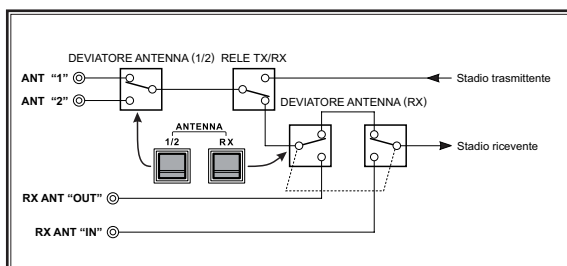 DEVIATORE ANTENNA (1/2) RELE TX/RX
ANT “1”
Stadio trasmittente
ANT “2”
DEVIATORE ANTENNA (RX)
ANTENNA
1/2 RX
Stadio ricevente
RX ANT “OUT”
RX ANT “IN”